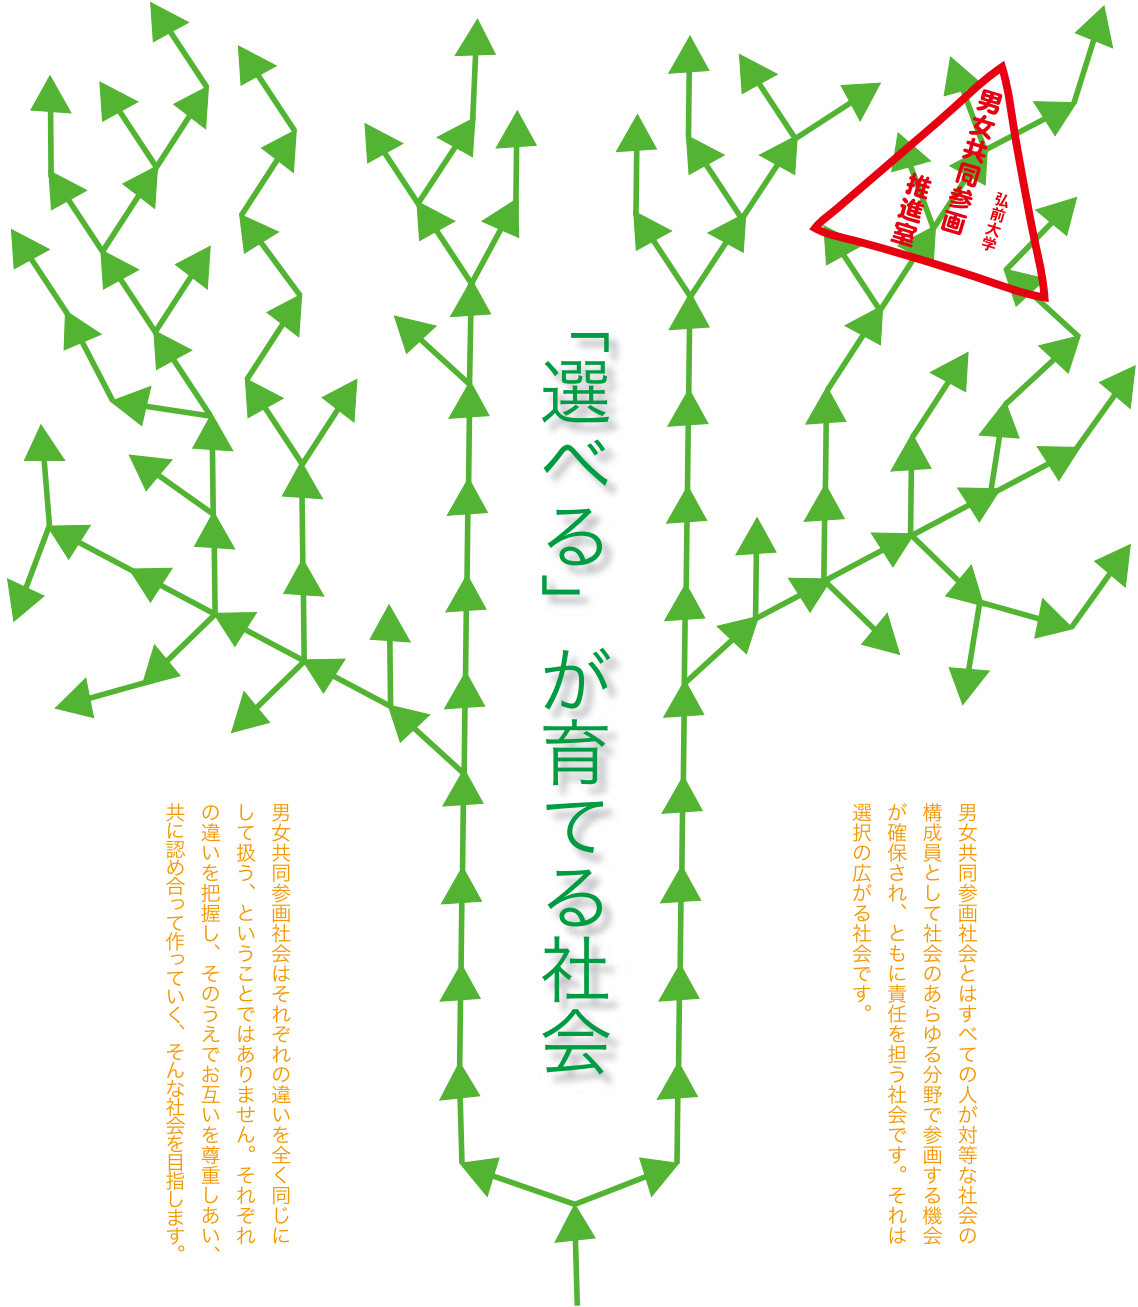 弘前大学
男女共同参画
推進室
「選べる」が育てる社会
男女共同参画社会とはすべての人が対等な社会の
構成員として社会のあらゆる分野で参画する機会
が確保され、ともに責任を担う社会です。それは
選択の広がる社会です。
男女共同参画社会はそれぞれの違いを全く同じに
して扱う、ということではありません。それぞれ
の違いを把握し、そのうえでお互いを尊重しあい、
共に認め合って作っていく、そんな社会を目指します。